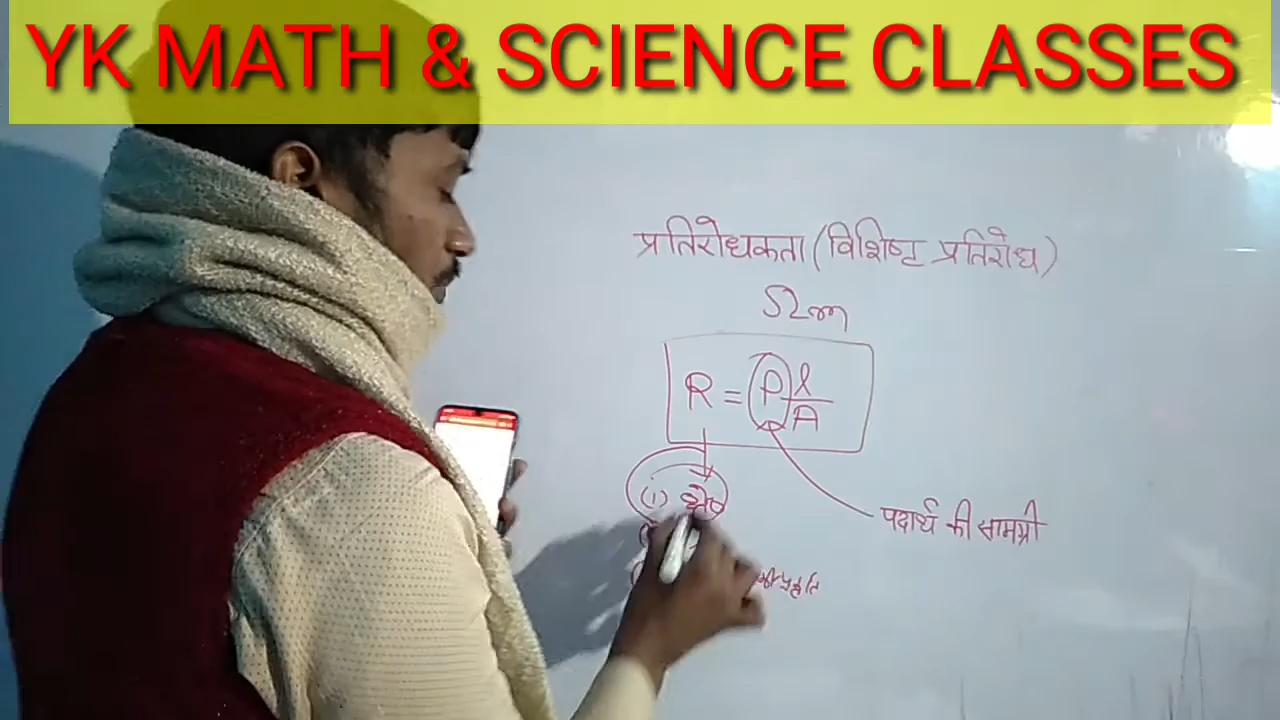 YK MATH & SCIENCE CLASSES
प्रतिरोधकता (विशिष्ट प्रतिरोध)
Ωm
R = ρ l/A
(i)
पदार्थ की सामग्री